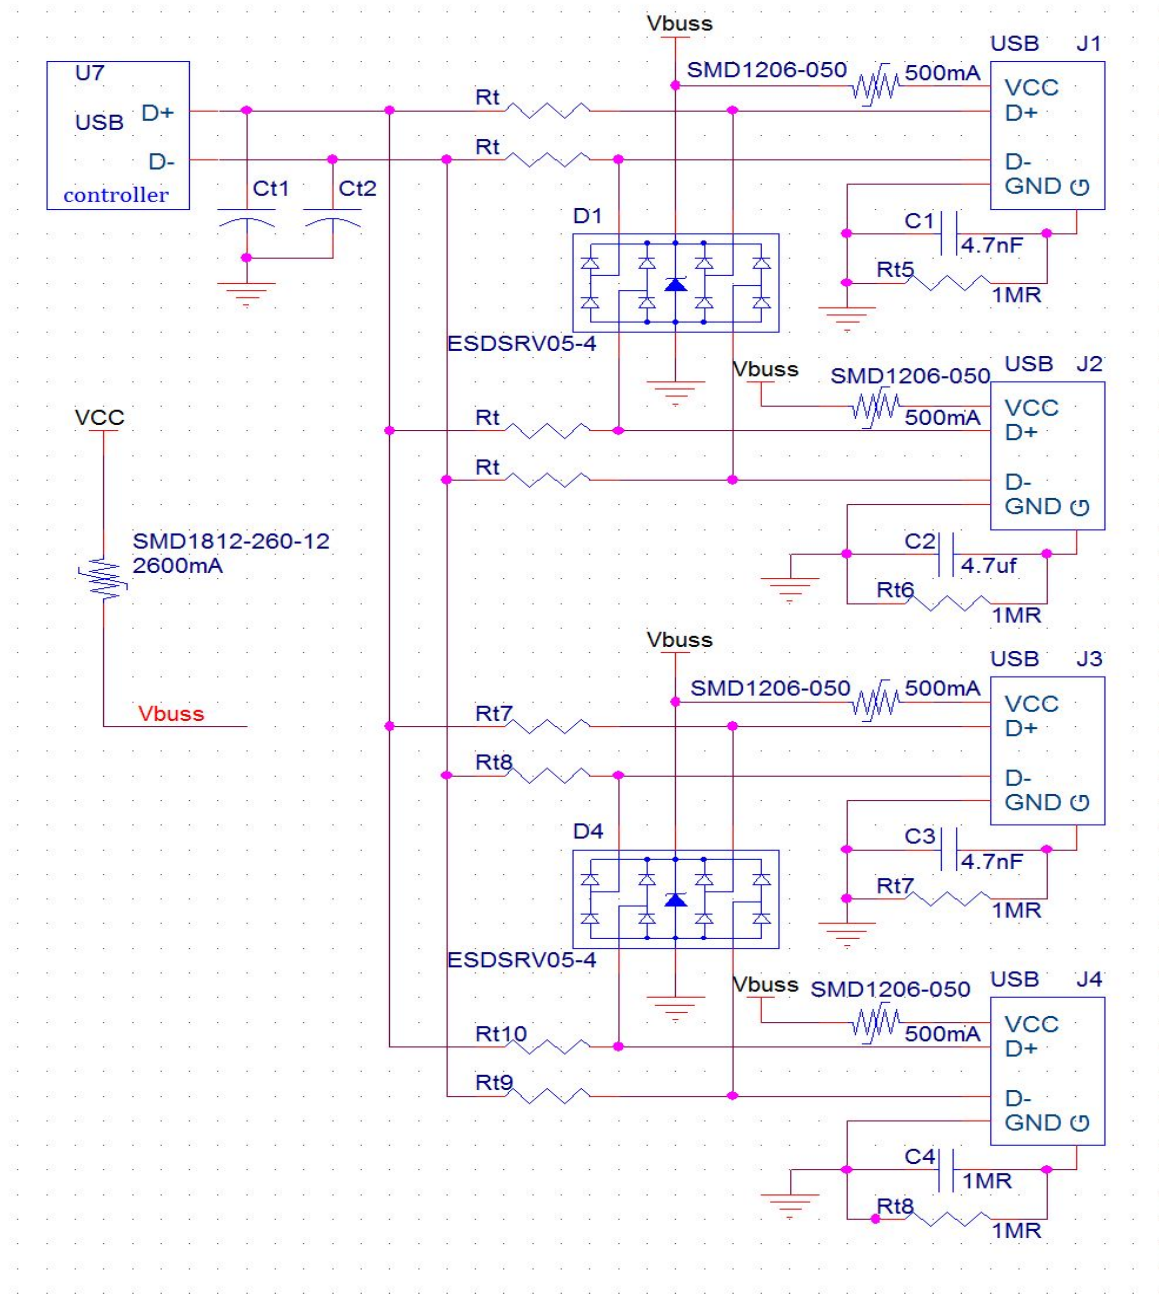 Vbuss
U7
USB
D+
D-
controller
Ct1
Ct2
Rt
Rt
SMD1206-050
500mA
USB J1
VCC
D+
D-
GND G
C1
4.7nF
Rt5
1MR
D1
ESDSRV05-4
Vbuss
SMD1206-050
500mA
USB J2
VCC
D+
D-
GND G
Rt
Rt
C2
4.7uf
Rt6
1MR
VCC
SMD1812-260-12
2600mA
Vbuss
Vbuss
SMD1206-050
500mA
USB J3
VCC
D+
D-
GND G
Rt7
Rt8
C3
4.7nF
Rt7
1MR
D4
ESDSRV05-4
Vbuss
SMD1206-050
500mA
USB J4
VCC
D+
D-
GND G
Rt10
Rt9
C4
1MR
Rt8
1MR